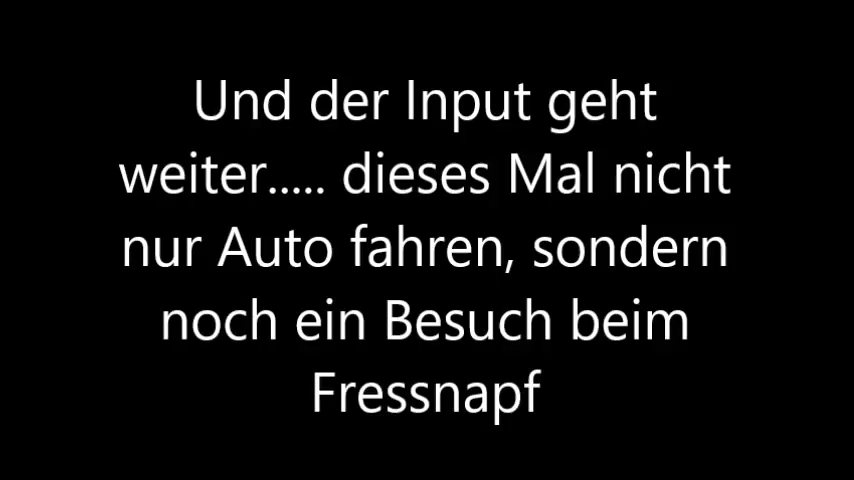 Und der Input geht
weiter..... dieses Mal nicht
nur Auto fahren, sondern
noch ein Besuch beim
Fressnapf